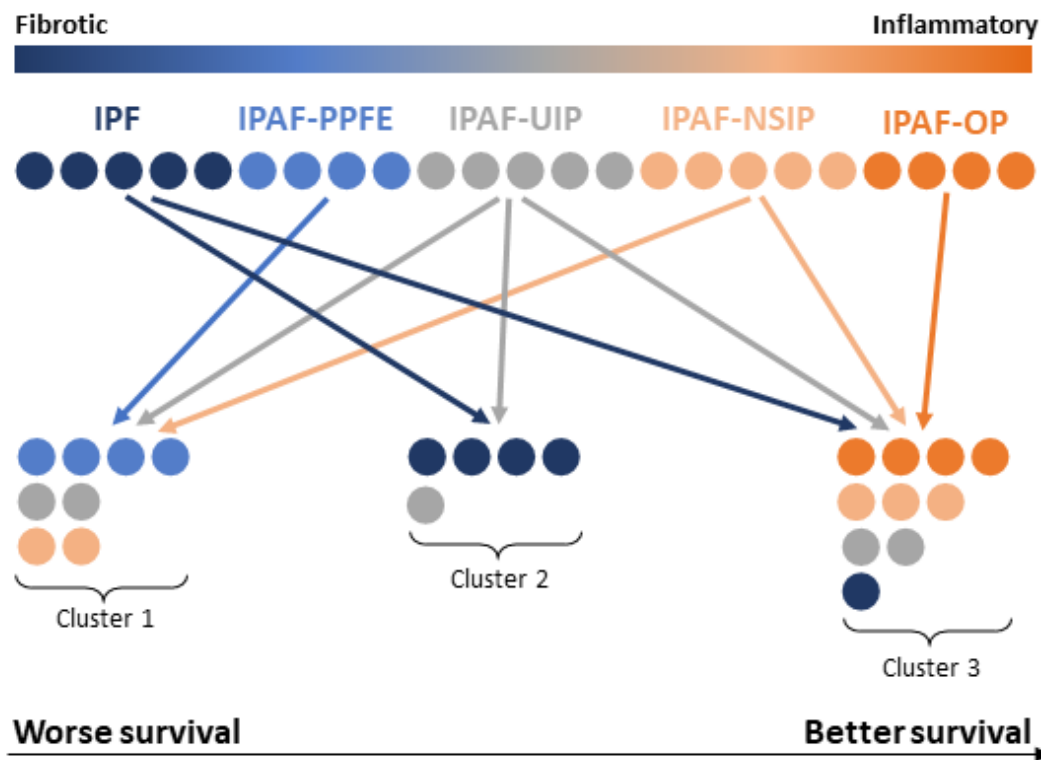 Fibrotic Inflammatory
IPF IPAF-PPFE IPAF-UIP IPAF-NSIP IPAF-OP
Cluster 1
Cluster 2
Cluster 3
Worse survival Better survival